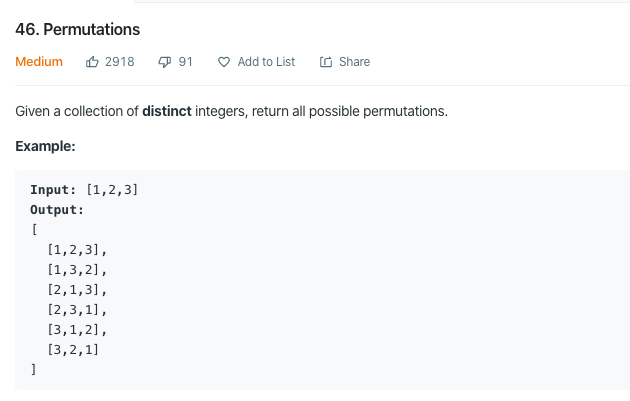 46. Permutations
Medium 2918 91 Add to List Share
Given a collection of distinct integers, return all possible permutations.
Example:
Input: [1,2,3]
Output:
[
  [1,2,3],
  [1,3,2],
  [2,1,3],
  [2,3,1],
  [3,1,2],
  [3,2,1]
]